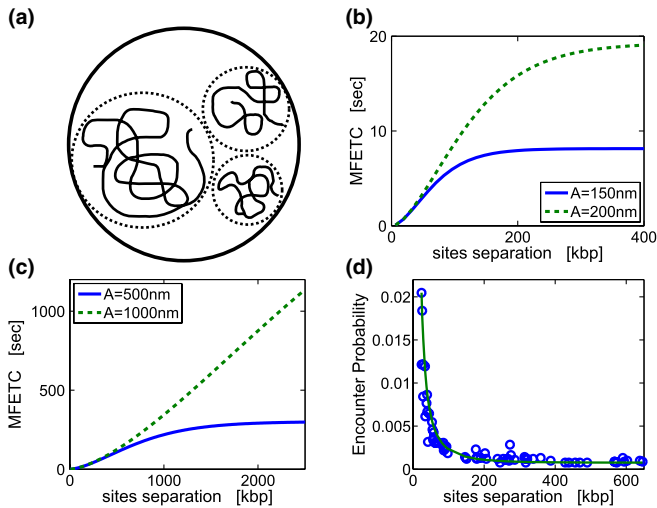 (a)
(b)
MFETC [sec]
20
10
0
0
200
400
A=150nm
A=200nm
sites separation [kbp]
(c)
MFETC [sec]
1000
500
0
0
1000
2000
A=500nm
A=1000nm
sites separation [kbp]
(d)
Encounter Probability
0.02
0.015
0.01
0.005
0
0
200
400
600
sites separation [kbp]